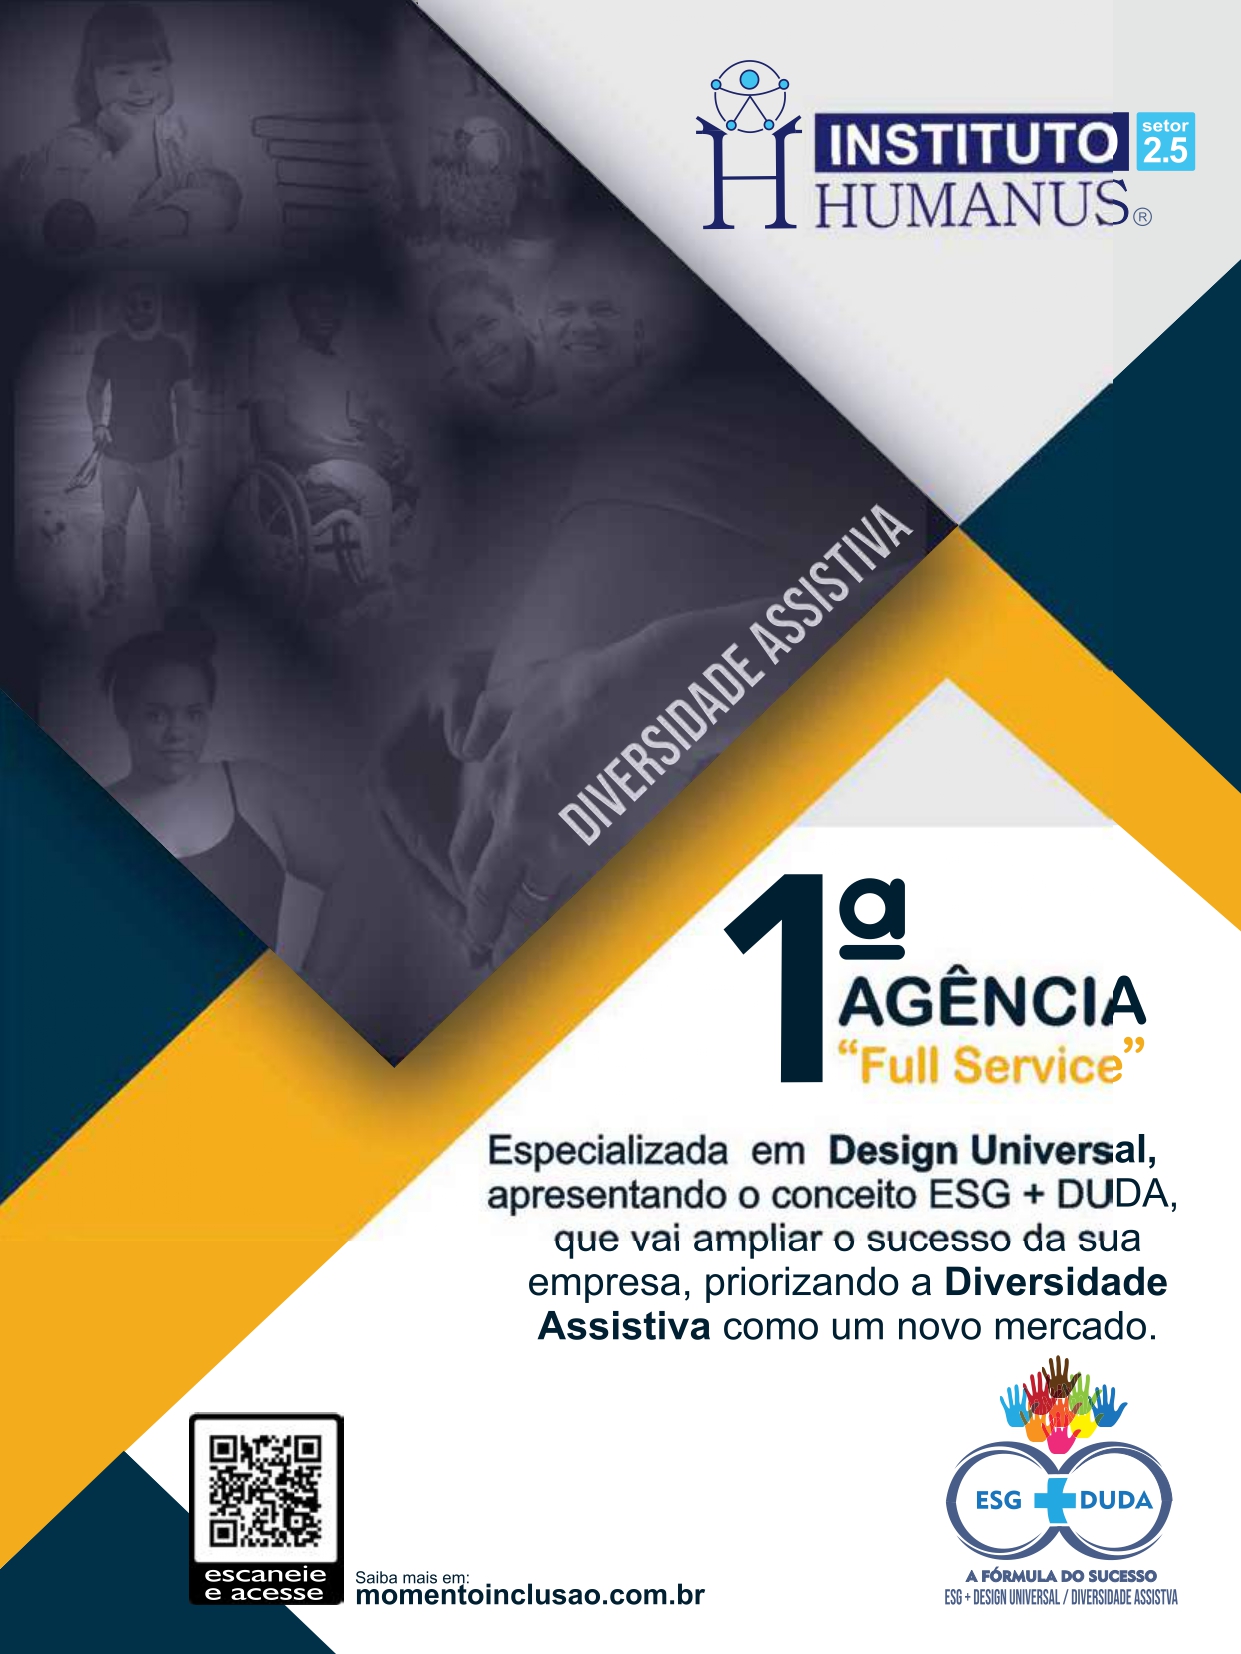 INSTITUTO
setor
2.5
HUMANUS®
DIVERSIDADE ASSISTIVA
1ª
AGÊNCIA
“Full Service”
Especializada em Design Universal,
apresentando o conceito ESG + DUDA,
que vai ampliar o sucesso da sua
empresa, priorizando a Diversidade
Assistiva como um novo mercado.
ESG + DUDA
A FÓRMULA DO SUCESSO
ESG + DESIGN UNIVERSAL / DIVERSIDADE ASSISTVA
escaneie
e acesse
Saiba mais em:
momentoinclusao.com.br